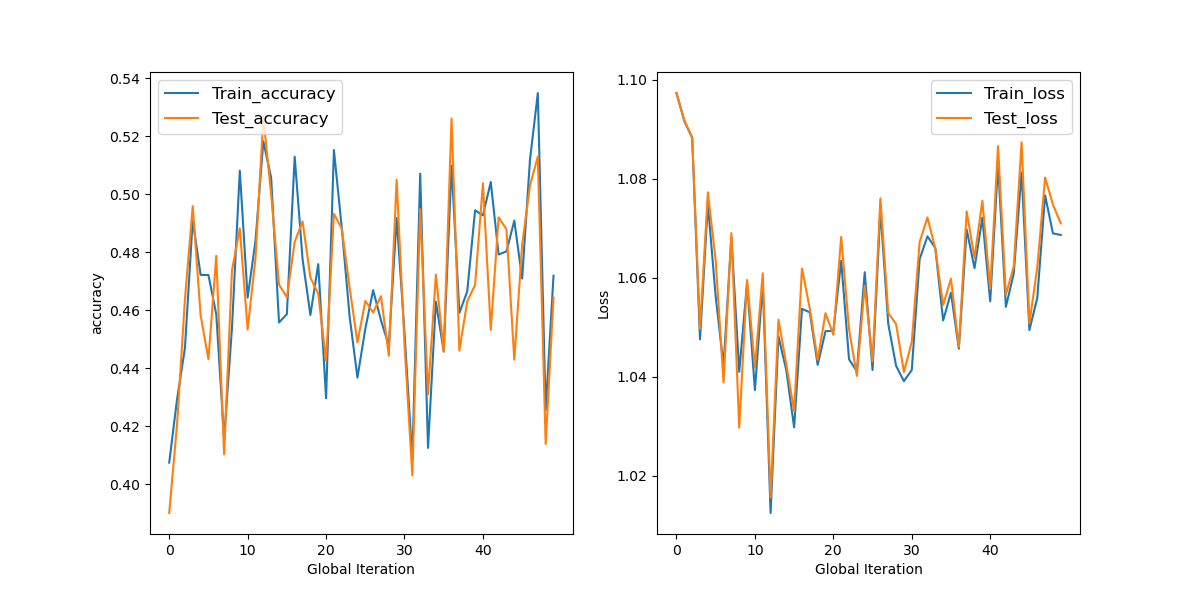 Train_accuracy
Test_accuracy
0.54
0.52
0.50
0.48
0.46
0.44
0.42
0.40
accuracy
0 10 20 30 40
Global Iteration
Train_loss
Test_loss
1.10
1.08
1.06
1.04
1.02
Loss
0 10 20 30 40
Global Iteration